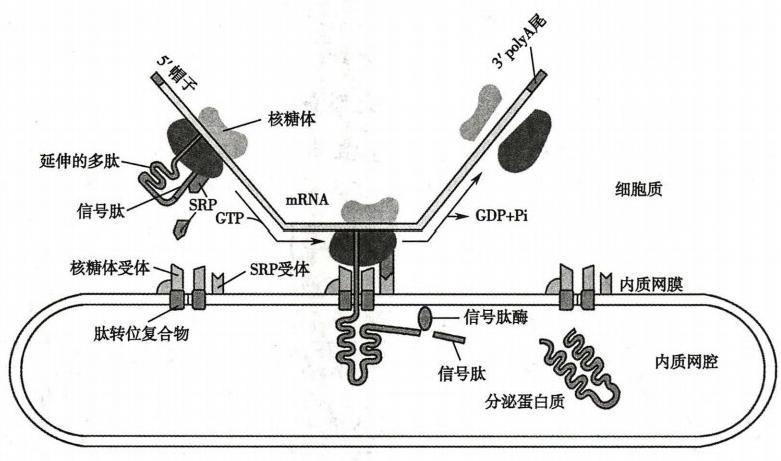 5′帽子
3′polyA尾
核糖体
延伸的多肽
信号肽
SRP
mRNA
GTP
GDP+Pi
细胞质
核糖体受体
SRP受体
内质网膜
肽转位复合物
信号肽酶
信号肽
分泌蛋白质
内质网腔